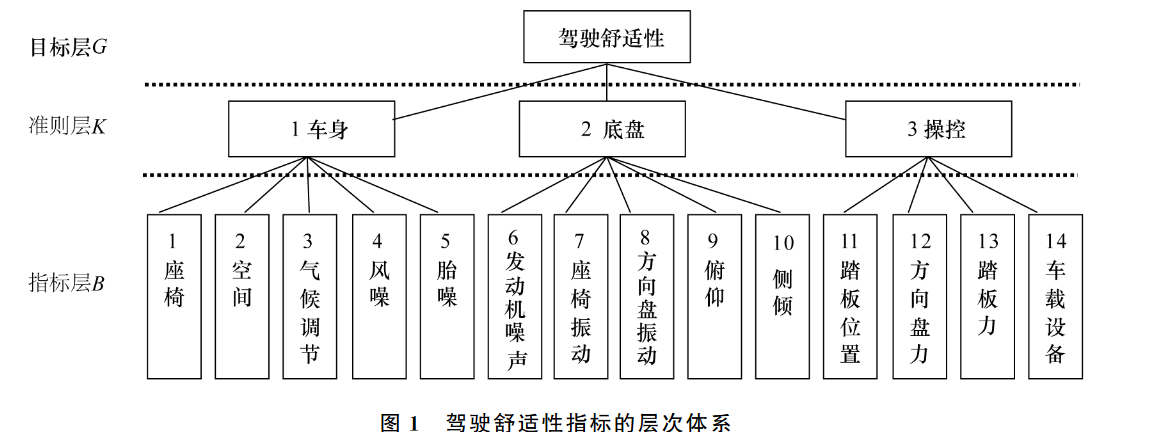 目标层G
驾驶舒适性
准则层K
1 车身
2 底盘
3 操控
指标层B
1 座椅
2 空间
3 气候调节
4 风噪
5 胎噪
6 发动机噪声
7 座椅振动
8 方向盘振动
9 俯仰
10 侧倾
11 踏板位置
12 方向盘力
13 踏板力
14 车载设备
图 1 驾驶舒适性指标的层次体系